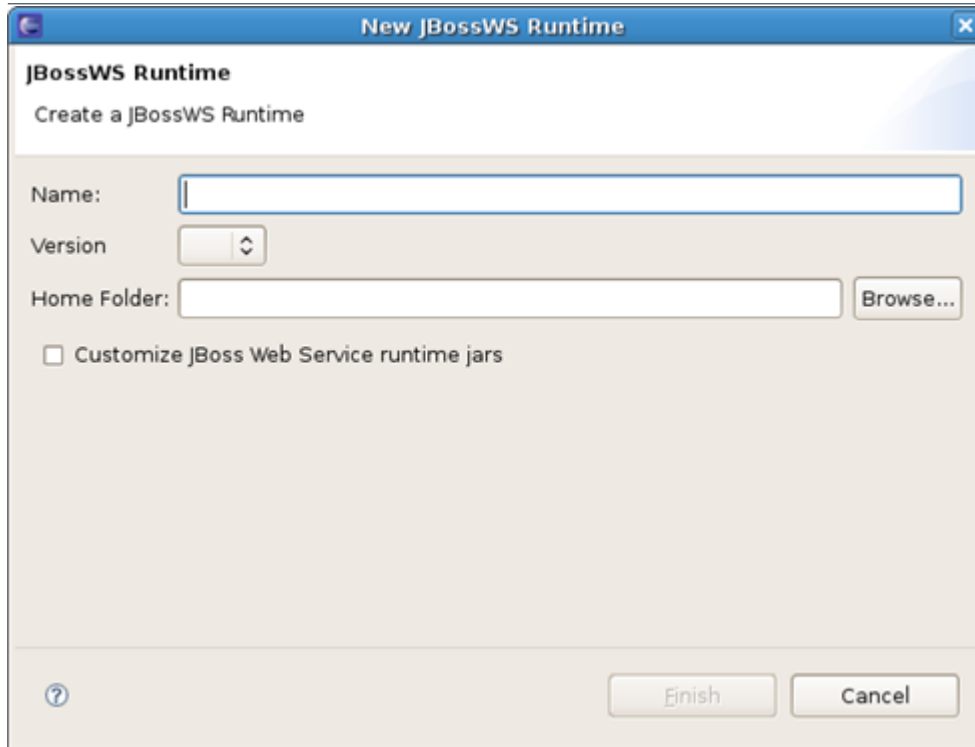 New JBossWS Runtime
JBossWS Runtime
Create a JBossWS Runtime
Name:
Version
Home Folder:
Browse...
Customize JBoss Web Service runtime jars
Finish
Cancel